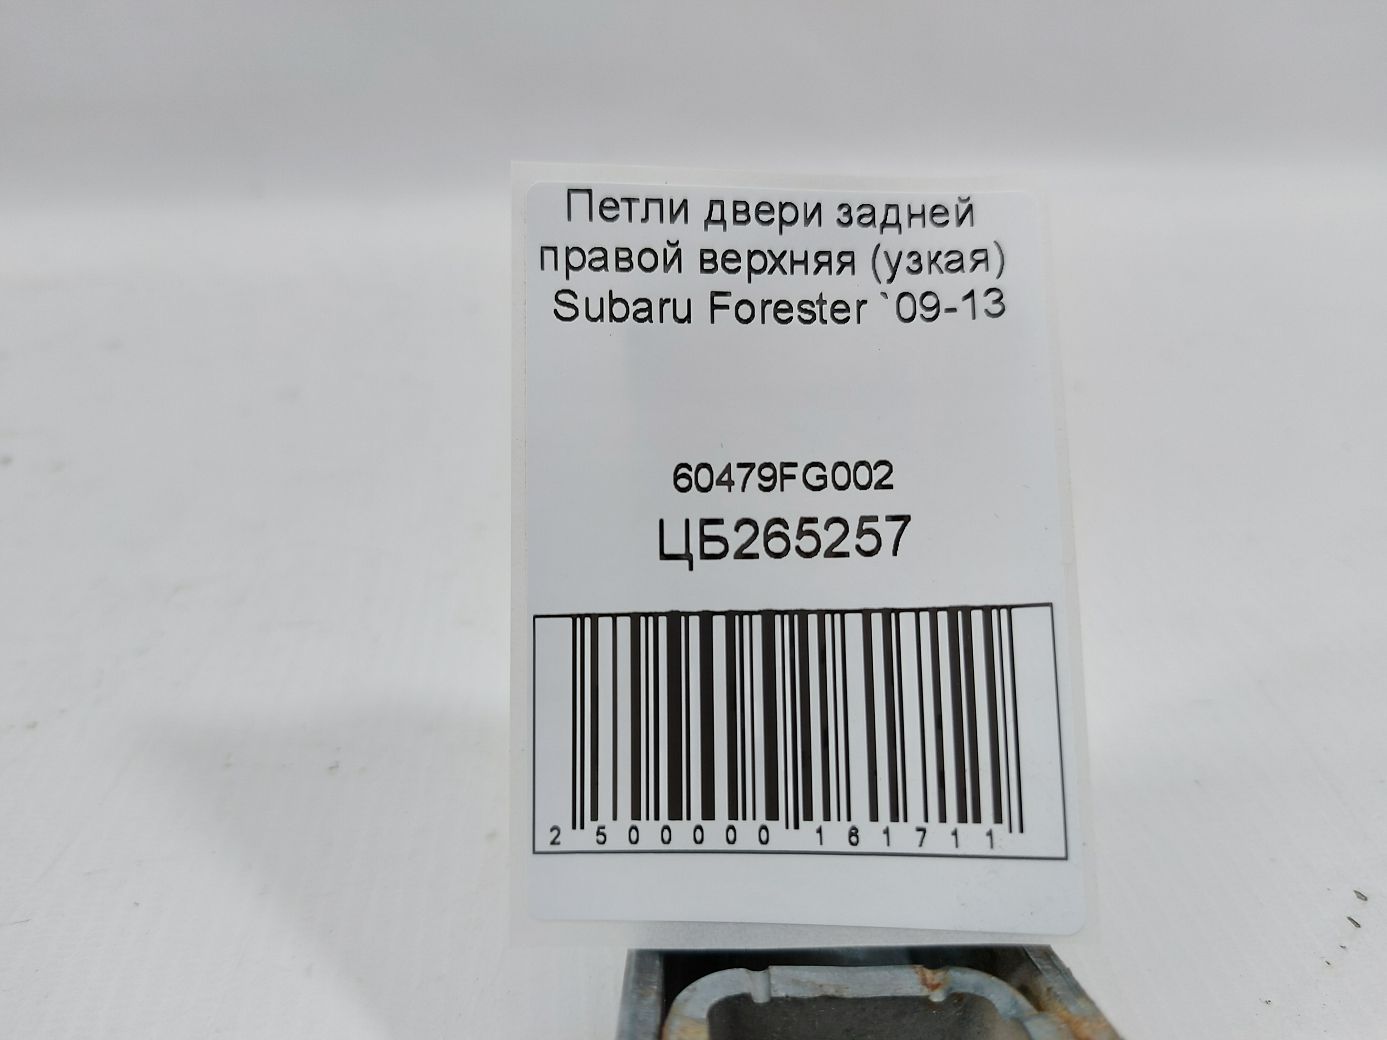 Петли двери задней
правой верхняя (узкая)
Subaru Forester `09-13
60479FG002
ЦБ265257
2 500000 161711